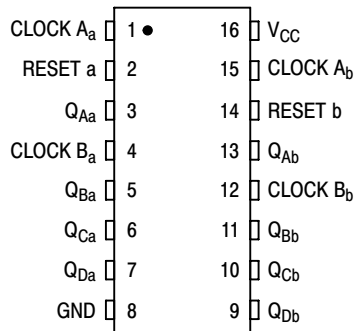 CLOCK Aa 1 16 VCC
RESET a 2 15 CLOCK Ab
QAa 3 14 RESET b
CLOCK Ba 4 13 QAb
QBa 5 12 CLOCK Bb
QCa 6 11 QBb
QDa 7 10 QCb
GND 8 9 QDb